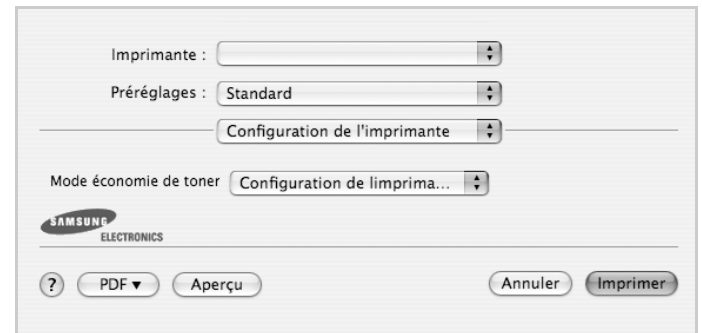 Imprimante :
Préréglages : Standard
Configuration de l'imprimante
Mode économie de toner Configuration de limprima...
SAMSUNG
ELECTRONICS
? PDF▼ Aperçu Annuler Imprimer